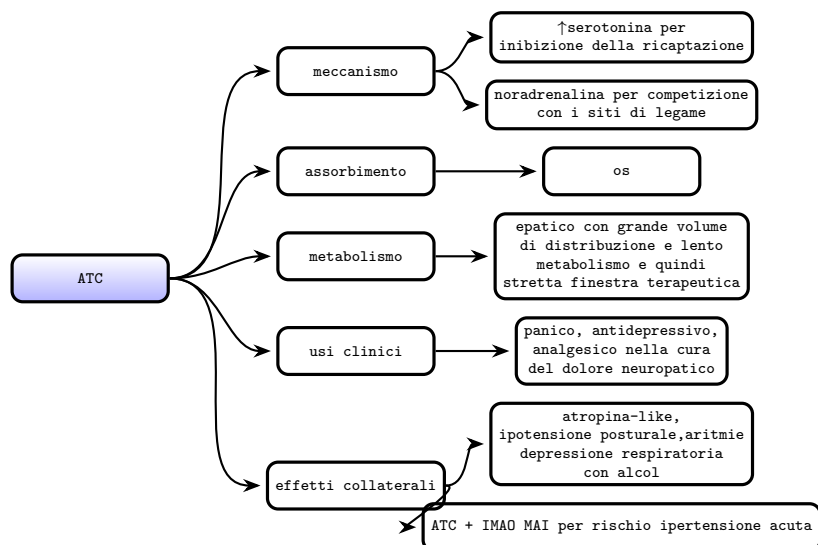 ↑serotonina per
inibizione della ricaptazione
meccanismo
noradrenalina per competizione
con i siti di legame
assorbimento
os
epatico con grande volume
di distribuzione e lento
metabolismo e quindi
stretta finestra terapeutica
metabolismo
ATC
panico, antidepressivo,
analgesico nella cura
del dolore neuropatico
usi clinici
atropina-like,
ipotensione posturale,aritmie
depressione respiratoria
con alcol
effetti collaterali
ATC + IMAO MAI per rischio ipertensione acuta